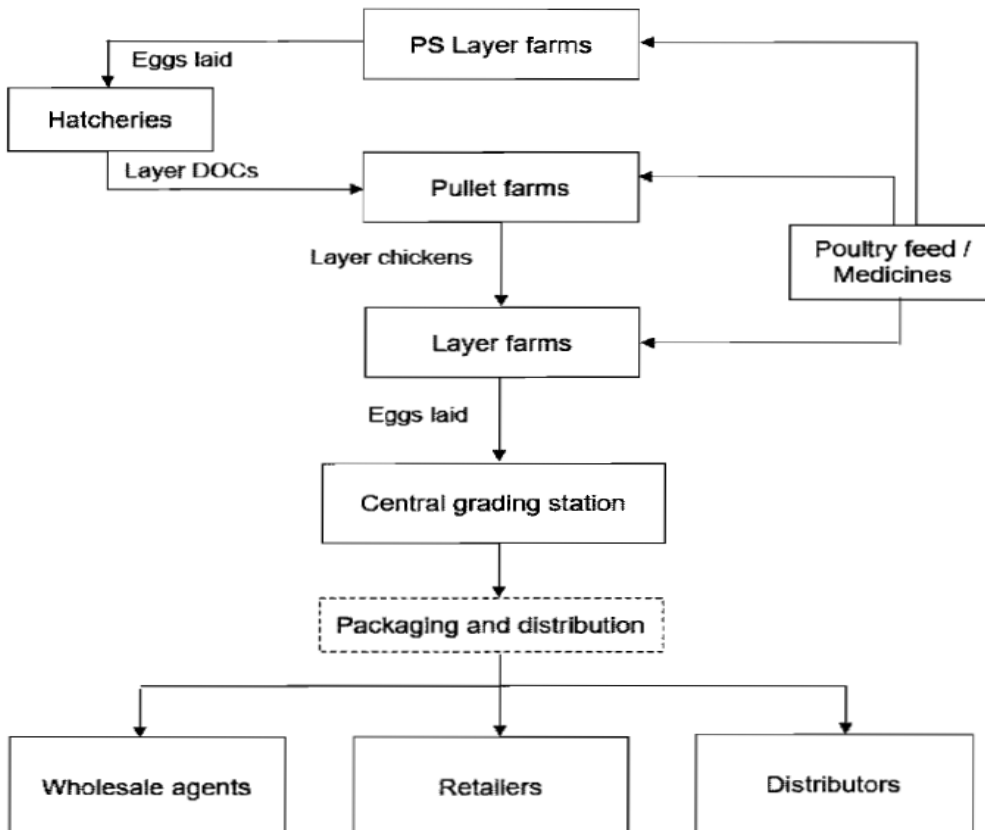 PS Layer farms
Eggs laid
Hatcheries
Layer DOCs
Pullet farms
Poultry feed /
Medicines
Layer chickens
Layer farms
Eggs laid
Central grading station
Packaging and distribution
Wholesale agents
Retailers
Distributors